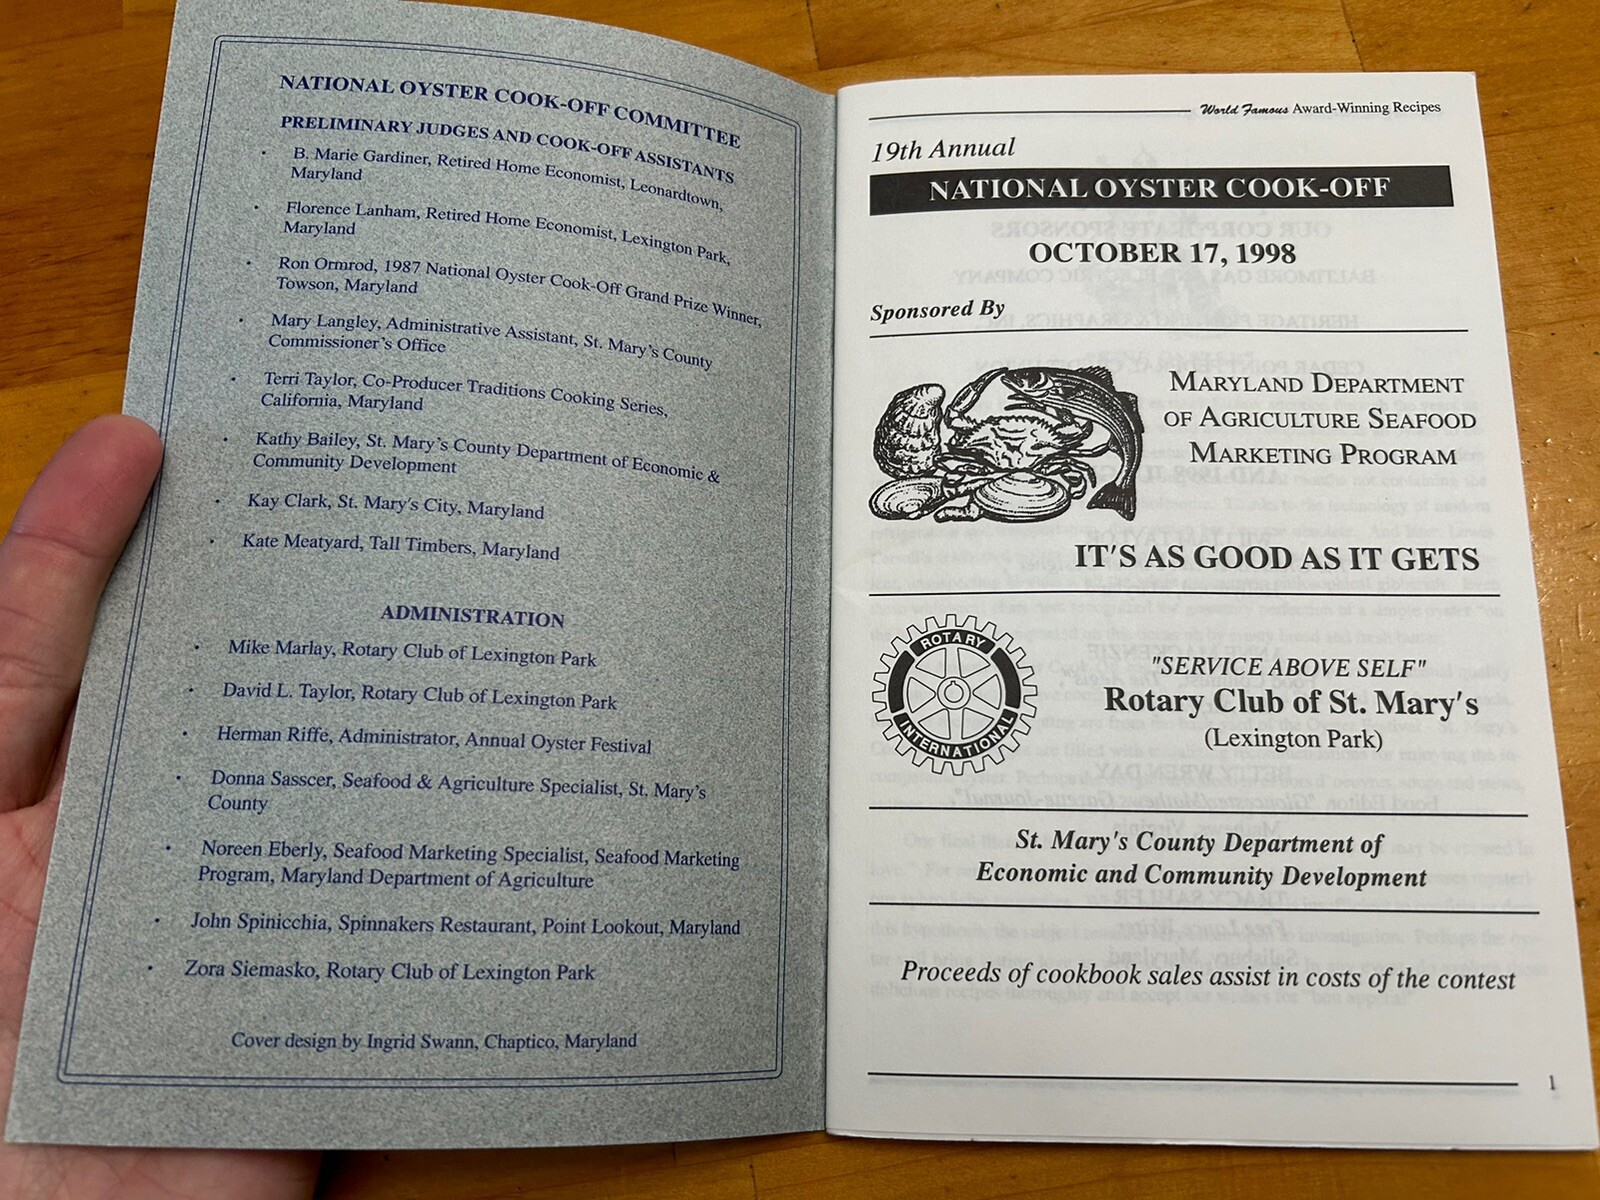 NATIONAL OYSTER COOK-OFF COMMITTEE
PRELIMINARY JUDGES AND COOK-OFF ASSISTANTS
· B. Marie Gardiner, Retired Home Economist, Leonardtown,
Maryland
· Florence Lanham, Retired Home Economist, Lexington Park,
Maryland
· Ron Ormrod, 1987 National Oyster Cook-Off Grand Prize Winner,
Towson, Maryland
· Mary Langley, Administrative Assistant, St. Mary's County
Commissioner's Office
· Terri Taylor, Co-Producer Traditions Cooking Series,
California, Maryland
· Kathy Bailey, St. Mary's County Department of Economic &
Community Development
· Kay Clark, St. Mary's City, Maryland
· Kate Meatyard, Tall Timbers, Maryland
ADMINISTRATION
· Mike Marlay, Rotary Club of Lexington Park
· David L. Taylor, Rotary Club of Lexington Park
· Herman Riffe, Administrator, Annual Oyster Festival
· Donna Sasscer, Seafood & Agriculture Specialist, St. Mary's
County
· Noreen Eberly, Seafood Marketing Specialist, Seafood Marketing
Program, Maryland Department of Agriculture
· John Spinicchia, Spinnakers Restaurant, Point Lookout, Maryland
· Zora Siemasko, Rotary Club of Lexington Park
Cover design by Ingrid Swann, Chaptico, Maryland
World Famous Award-Winning Recipes
19th Annual
NATIONAL OYSTER COOK-OFF
OCTOBER 17, 1998
Sponsored By
MARYLAND DEPARTMENT
OF AGRICULTURE SEAFOOD
MARKETING PROGRAM
IT'S AS GOOD AS IT GETS
ROTARY
INTERNATIONAL
"SERVICE ABOVE SELF"
Rotary Club of St. Mary's
(Lexington Park)
St. Mary's County Department of
Economic and Community Development
Proceeds of cookbook sales assist in costs of the contest
1